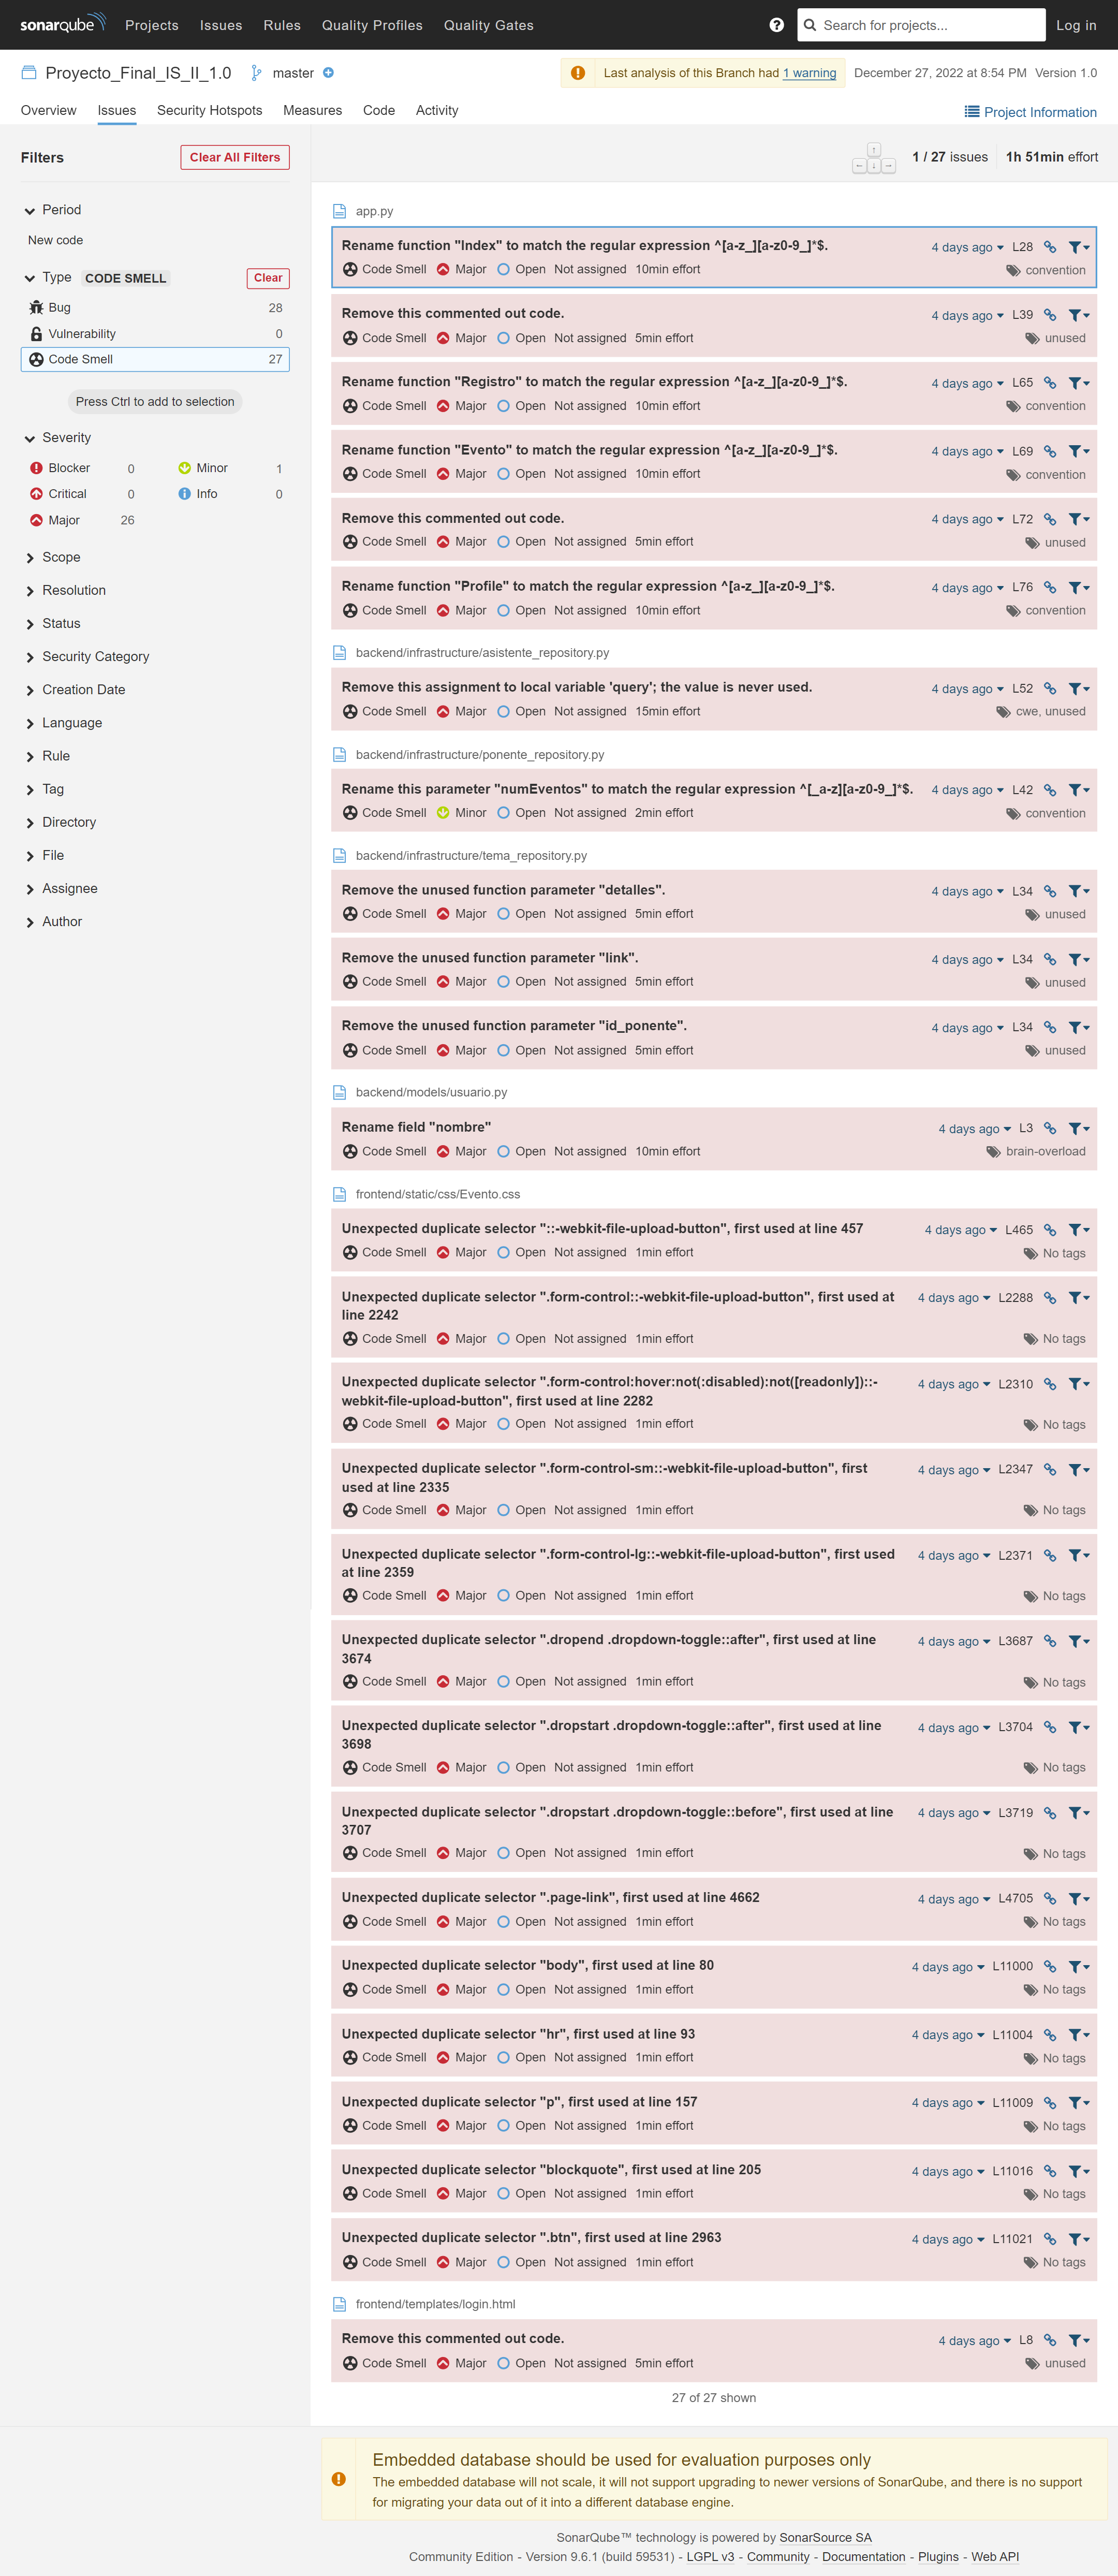 sonarqube Projects Issues Rules Quality Profiles Quality Gates Search for projects... Log in
Proyecto_Final_IS_II_1.0 master Last analysis of this Branch had 1 warning December 27, 2022 at 8:54 PM Version 1.0
Overview Issues Security Hotspots Measures Code Activity Project Information
Filters Clear All Filters
Period
New code
Type CODE SMELL Clear
Bug 28
Vulnerability 0
Code Smell 27
Press Ctrl to add to selection
Severity
Blocker 0 Minor 1
Critical 0 Info 0
Major 26
Scope
Resolution
Status
Security Category
Creation Date
Language
Rule
Tag
Directory
File
Assignee
Author
1 / 27 issues 1h 51min effort
app.py
Rename function "Index" to match the regular expression ^[a-z_][a-z0-9_]*$. 4 days ago L28
Code Smell Major Open Not assigned 10min effort convention
Remove this commented out code. 4 days ago L39
Code Smell Major Open Not assigned 5min effort unused
Rename function "Registro" to match the regular expression ^[a-z_][a-z0-9_]*$. 4 days ago L65
Code Smell Major Open Not assigned 10min effort convention
Rename function "Evento" to match the regular expression ^[a-z_][a-z0-9_]*$. 4 days ago L69
Code Smell Major Open Not assigned 10min effort convention
Remove this commented out code. 4 days ago L72
Code Smell Major Open Not assigned 5min effort unused
Rename function "Profile" to match the regular expression ^[a-z_][a-z0-9_]*$. 4 days ago L76
Code Smell Major Open Not assigned 10min effort convention
backend/infrastructure/asistente_repository.py
Remove this assignment to local variable 'query'; the value is never used. 4 days ago L52
Code Smell Major Open Not assigned 15min effort cwe, unused
backend/infrastructure/ponente_repository.py
Rename this parameter "numEventos" to match the regular expression ^[_a-z][a-z0-9_]*$. 4 days ago L42
Code Smell Minor Open Not assigned 2min effort convention
backend/infrastructure/tema_repository.py
Remove the unused function parameter "detalles". 4 days ago L34
Code Smell Major Open Not assigned 5min effort unused
Remove the unused function parameter "link". 4 days ago L34
Code Smell Major Open Not assigned 5min effort unused
Remove the unused function parameter "id_ponente". 4 days ago L34
Code Smell Major Open Not assigned 5min effort unused
backend/models/usuario.py
Rename field "nombre" 4 days ago L3
Code Smell Major Open Not assigned 10min effort brain-overload
frontend/static/css/Evento.css
Unexpected duplicate selector "::-webkit-file-upload-button", first used at line 457 4 days ago L465
Code Smell Major Open Not assigned 1min effort No tags
Unexpected duplicate selector ".form-control::-webkit-file-upload-button", first used at 4 days ago L2288
line 2242
Code Smell Major Open Not assigned 1min effort No tags
Unexpected duplicate selector ".form-control:hover:not(:disabled):not([readonly])::- 4 days ago L2310
webkit-file-upload-button", first used at line 2282
Code Smell Major Open Not assigned 1min effort No tags
Unexpected duplicate selector ".form-control-sm::-webkit-file-upload-button", first 4 days ago L2347
used at line 2335
Code Smell Major Open Not assigned 1min effort No tags
Unexpected duplicate selector ".form-control-lg::-webkit-file-upload-button", first used 4 days ago L2371
at line 2359
Code Smell Major Open Not assigned 1min effort No tags
Unexpected duplicate selector ".dropend .dropdown-toggle::after", first used at line 4 days ago L3687
3674
Code Smell Major Open Not assigned 1min effort No tags
Unexpected duplicate selector ".dropstart .dropdown-toggle::after", first used at line 4 days ago L3704
3698
Code Smell Major Open Not assigned 1min effort No tags
Unexpected duplicate selector ".dropstart .dropdown-toggle::before", first used at line 4 days ago L3719
3707
Code Smell Major Open Not assigned 1min effort No tags
Unexpected duplicate selector ".page-link", first used at line 4662 4 days ago L4705
Code Smell Major Open Not assigned 1min effort No tags
Unexpected duplicate selector "body", first used at line 80 4 days ago L11000
Code Smell Major Open Not assigned 1min effort No tags
Unexpected duplicate selector "hr", first used at line 93 4 days ago L11004
Code Smell Major Open Not assigned 1min effort No tags
Unexpected duplicate selector "p", first used at line 157 4 days ago L11009
Code Smell Major Open Not assigned 1min effort No tags
Unexpected duplicate selector "blockquote", first used at line 205 4 days ago L11016
Code Smell Major Open Not assigned 1min effort No tags
Unexpected duplicate selector ".btn", first used at line 2963 4 days ago L11021
Code Smell Major Open Not assigned 1min effort No tags
frontend/templates/login.html
Remove this commented out code. 4 days ago L8
Code Smell Major Open Not assigned 5min effort unused
27 of 27 shown
Embedded database should be used for evaluation purposes only
The embedded database will not scale, it will not support upgrading to newer versions of SonarQube, and there is no support
for migrating your data out of it into a different database engine.
SonarQube™ technology is powered by SonarSource SA
Community Edition - Version 9.6.1 (build 59531) - LGPL v3 - Community - Documentation - Plugins - Web API